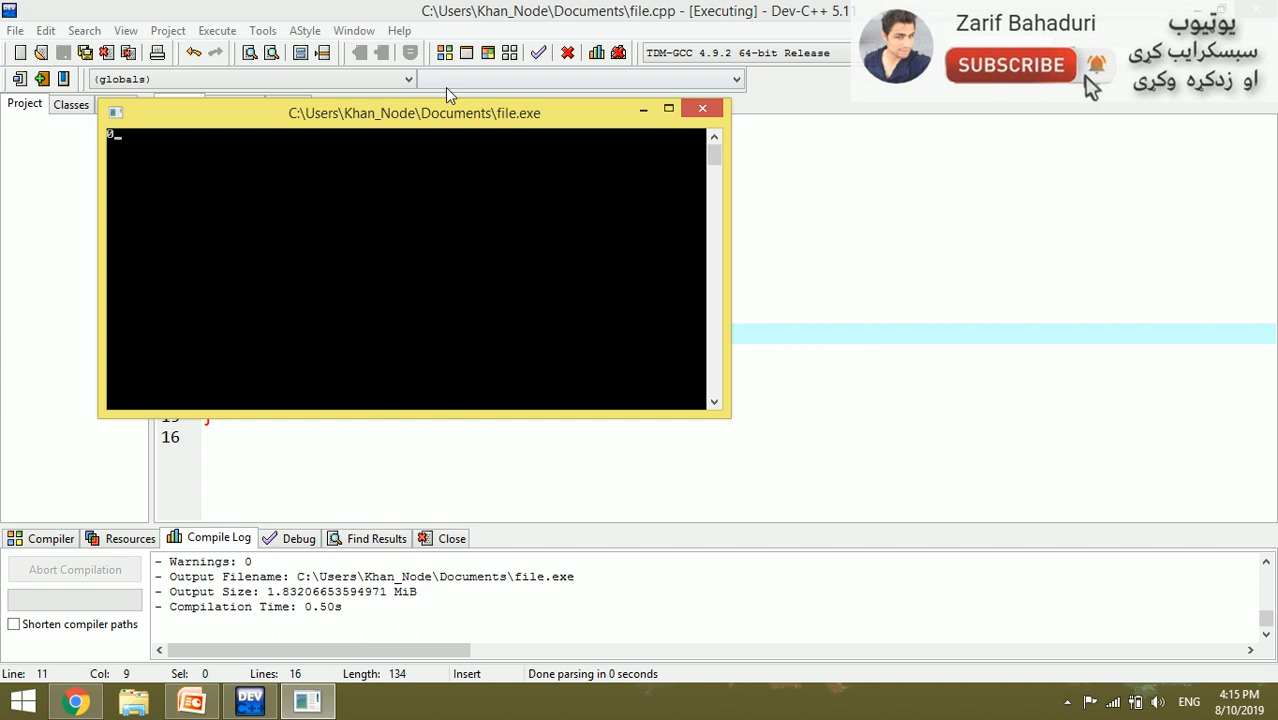 C:\Users\Khan_Node\Documents\file.cpp - [Executing] - Dev-C++ 5.11
File Edit Search View Project Execute Tools AStyle Window Help
TDM-GCC 4.9.2 64-bit Release
(globals)
Project Classes
C:\Users\Khan_Node\Documents\file.exe
0
Zarif Bahaduri
SUBSCRIBE
یوټیوب
سبسکرایب کړی
او زدکړه وکړی
16
Compiler Resources Compile Log Debug Find Results Close
Abort Compilation
Shorten compiler paths
- Warnings: 0
- Output Filename: C:\Users\Khan_Node\Documents\file.exe
- Output Size: 1.83206653594971 MiB
- Compilation Time: 0.50s
Line: 11 Col: 9 Sel: 0 Lines: 16 Length: 134 Insert Done parsing in 0 seconds
DEV C++
ENG
4:15 PM
8/10/2019